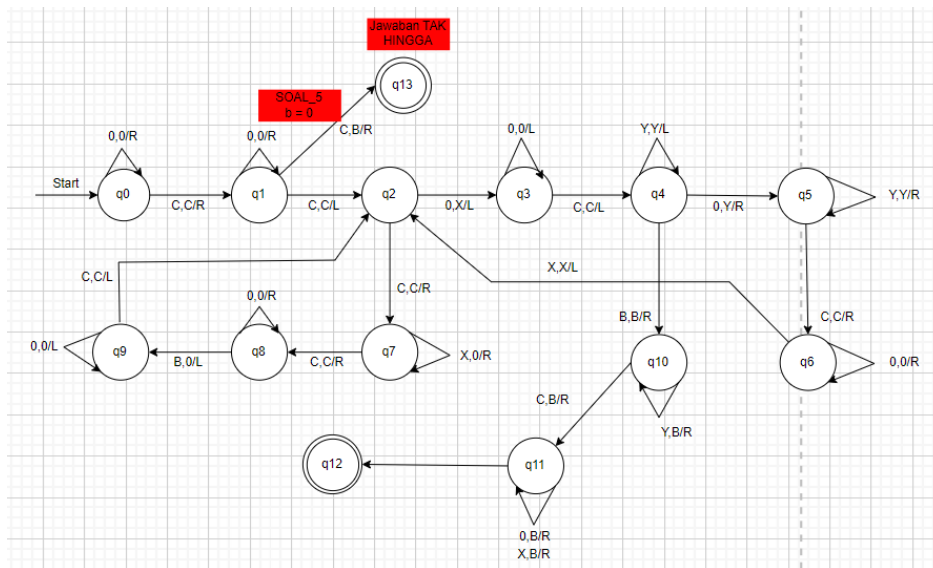 Jawaban TAK
HINGGA
q13
SOAL_5
b = 0
C,B/R
0,0/R
0,0/R
0,0/L
Y,Y/L
Start
q0
C,C/R
q1
C,C/L
q2
0,X/L
q3
C,C/L
q4
0,Y/R
q5
Y,Y/R
X,X/L
C,C/L
0,0/R
C,C/R
B,B/R
C,C/R
0,0/L
q9
B,0/L
q8
C,C/R
q7
X,0/R
q10
q6
0,0/R
C,B/R
Y,B/R
q12
q11
0,B/R
X,B/R